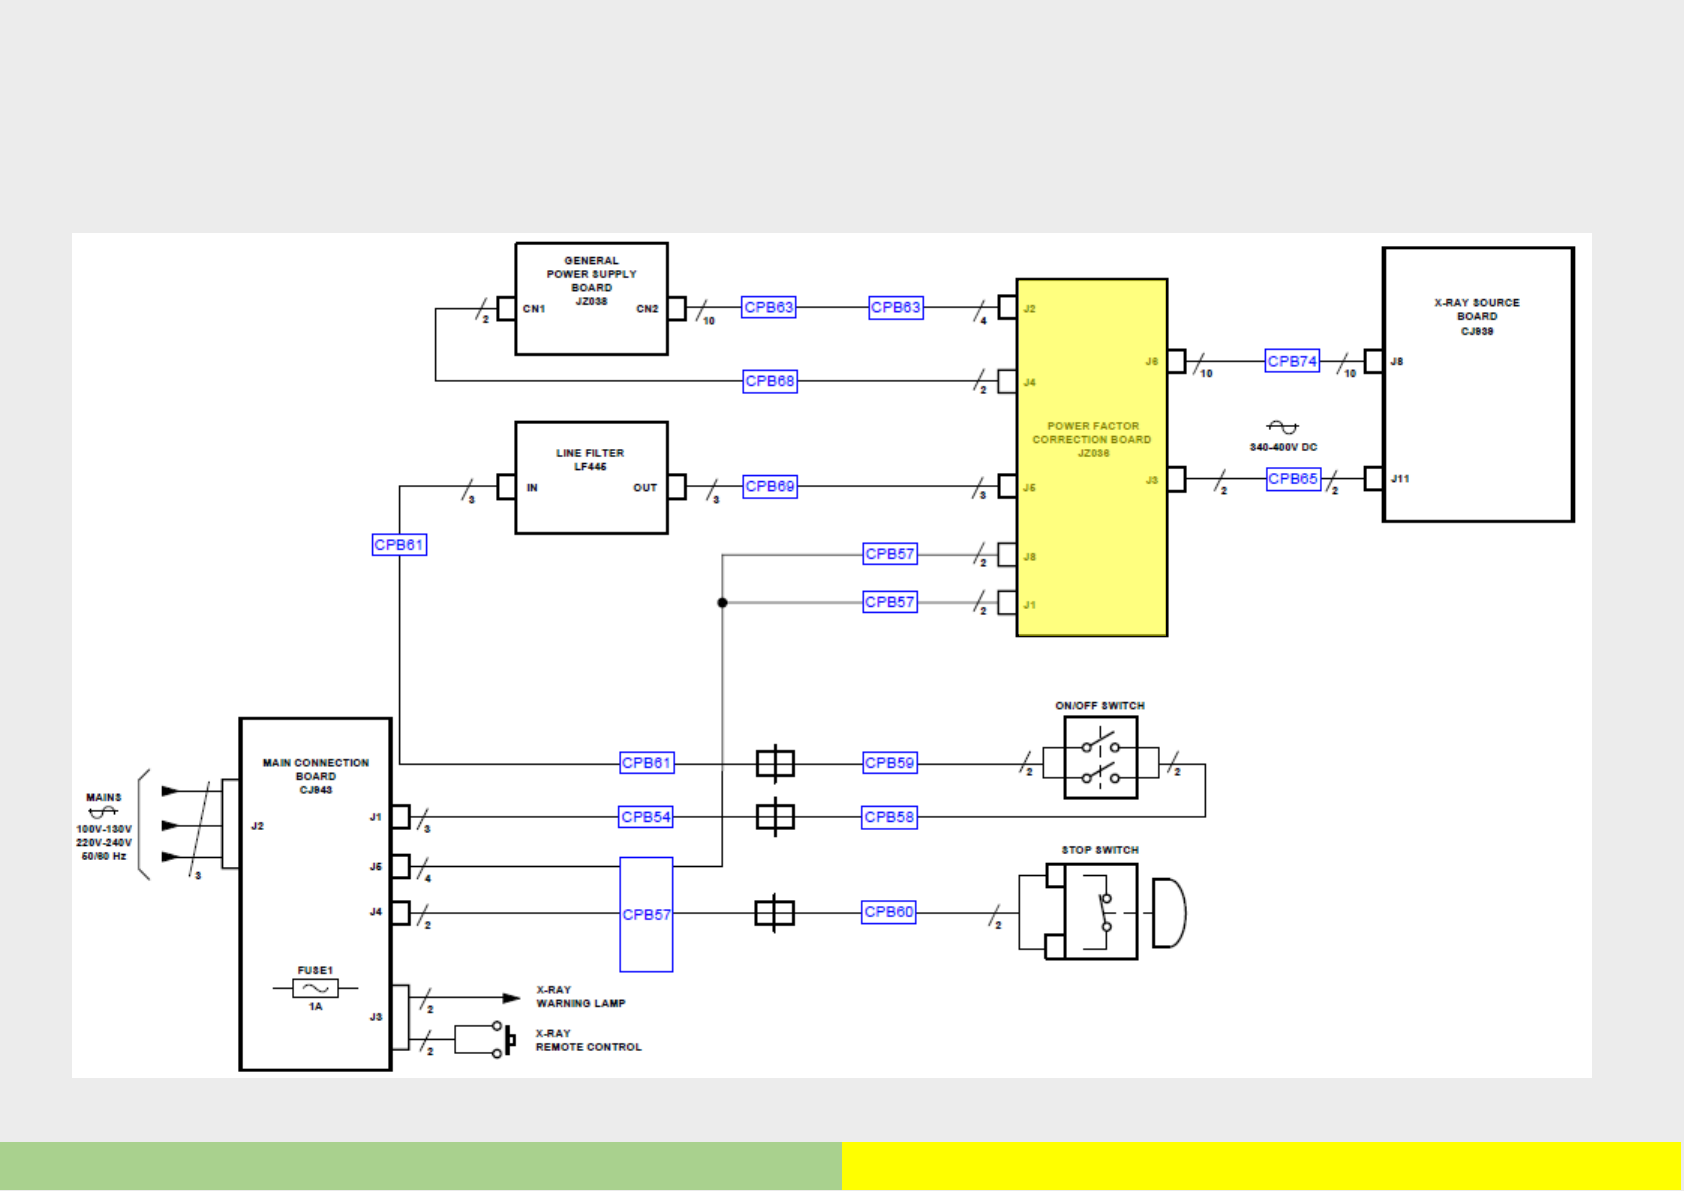 GENERAL
POWER SUPPLY
BOARD
JZ038
CN1
CN2
2
10
CPB63
CPB63
4
J2
CPB68
2
J4
X-RAY SOURCE
BOARD
CJ939
J6
10
CPB74
10
J8
POWER FACTOR
CORRECTION BOARD
JZ036
340-400V DC
J3
2
CPB65
2
J11
LINE FILTER
LF445
IN
OUT
3
3
CPB69
3
J5
CPB61
CPB57
2
J8
CPB57
2
J1
ON/OFF SWITCH
MAIN CONNECTION
BOARD
CJ943
CPB61
CPB59
2
2
MAINS
100V-130V
220V-240V
50/60 Hz
3
J2
J1
3
CPB54
CPB58
STOP SWITCH
J5
4
J4
2
CPB57
CPB60
2
FUSE1
1A
J3
2
X-RAY
WARNING LAMP
2
X-RAY
REMOTE CONTROL